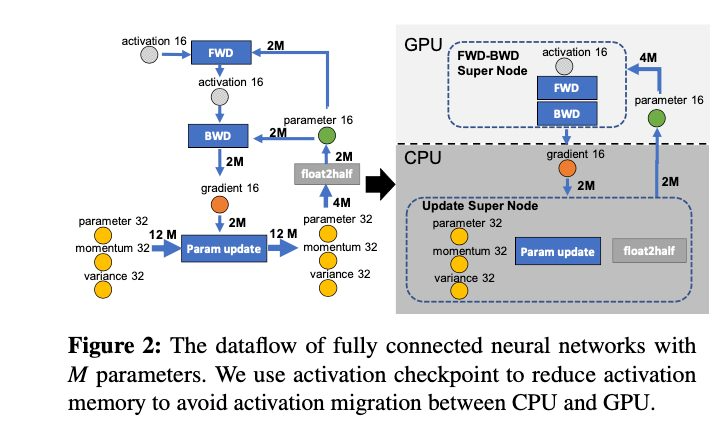 activation 16
FWD
2M
activation 16
parameter 16
BWD
2M
2M
2M
float2half
gradient 16
4M
2M
parameter 32
12 M
momentum 32
Param update
12 M
variance 32
parameter 32
momentum 32
variance 32
GPU
FWD-BWD
Super Node
activation 16
FWD
BWD
4M
parameter 16
CPU
gradient 16
2M
2M
Update Super Node
parameter 32
momentum 32
Param update
float2half
variance 32
Figure 2: The dataflow of fully connected neural networks with
M parameters. We use activation checkpoint to reduce activation
memory to avoid activation migration between CPU and GPU.